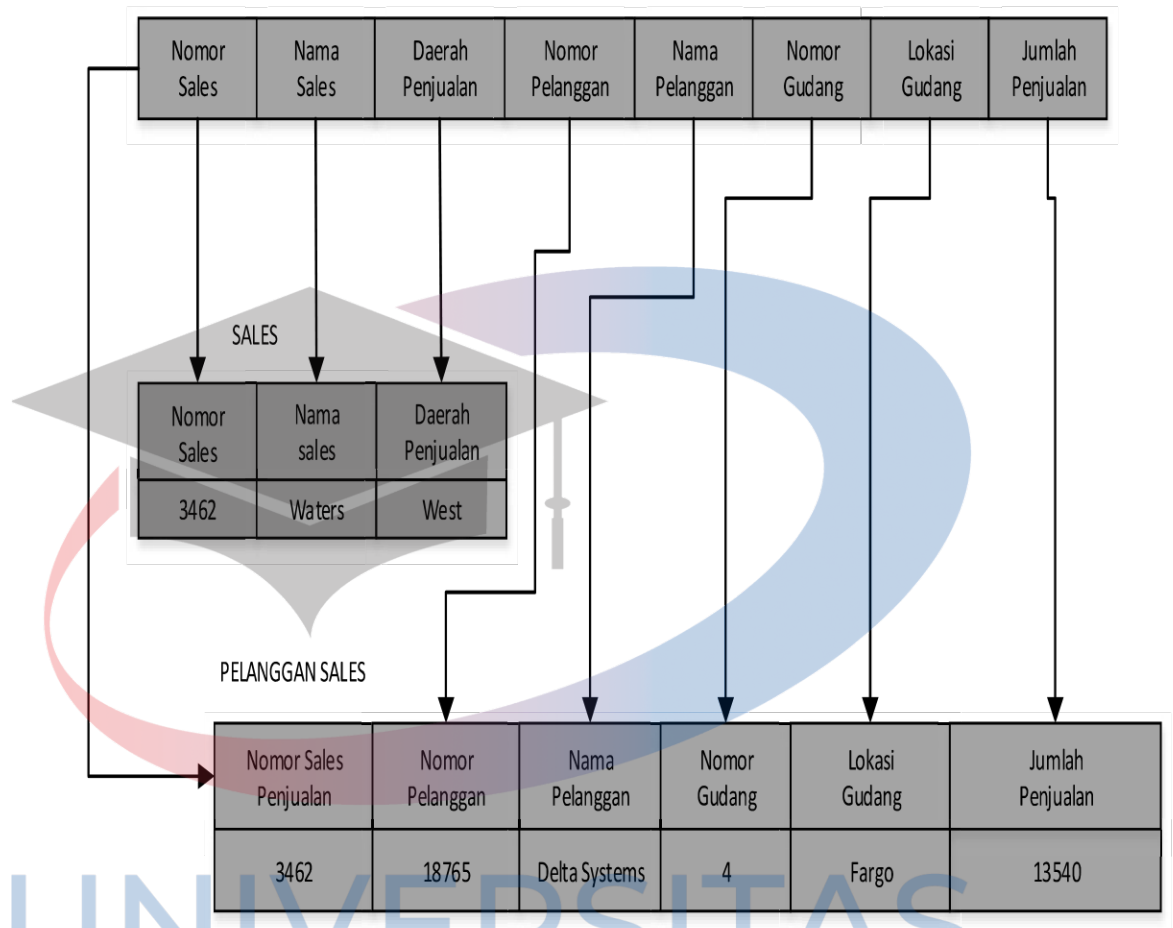 Nomor Sales
Nama Sales
Daerah Penjualan
Nomor Pelanggan
Nama Pelanggan
Nomor Gudang
Lokasi Gudang
Jumlah Penjualan
SALES
Nomor Sales
Nama sales
Daerah Penjualan
3462 Waters West
PELANGGAN SALES
Nomor Sales Penjualan
Nomor Pelanggan
Nama Pelanggan
Nomor Gudang
Lokasi Gudang
Jumlah Penjualan
3462 18765 Delta Systems 4 Fargo 13540
UNIVERSITAS